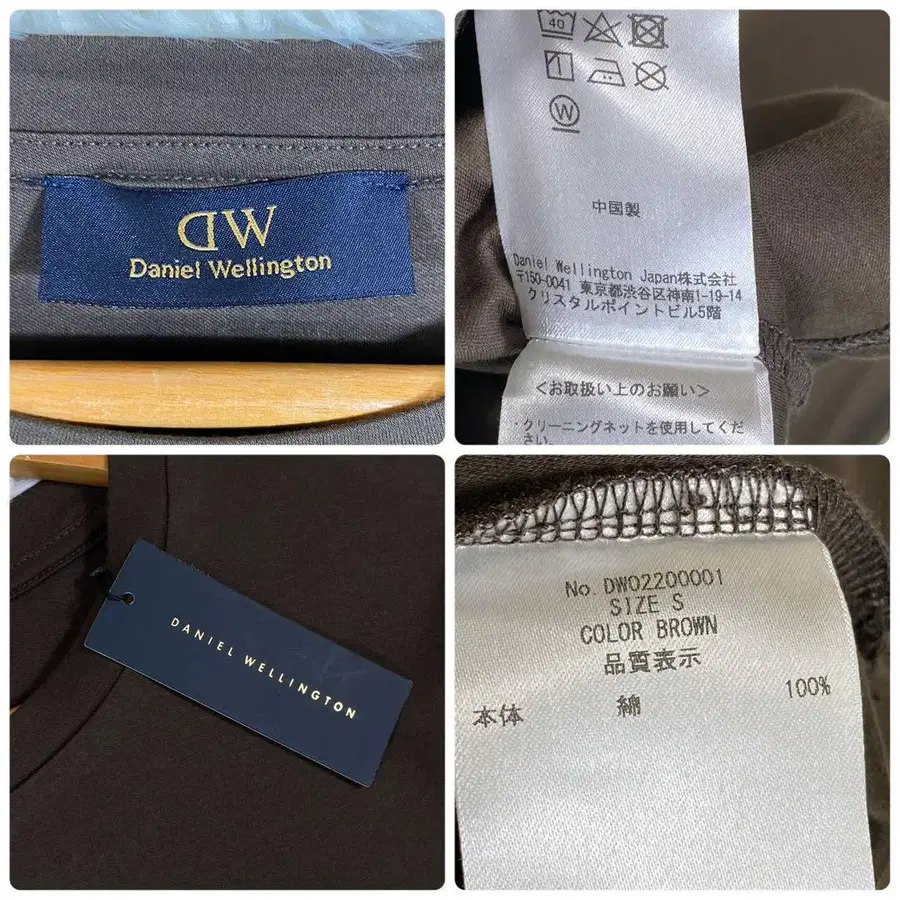 DW
Daniel Wellington
40
W
中国製
Daniel Wellington Japan株式会社
〒150-0041 東京都渋谷区神南1-19-14
クリスタルポイントビル5階
<お取扱い上のお願い>
・クリーニングネットを使用してくだ
さい。
DANIEL WELLINGTON
No. DW02200001
SIZE S
COLOR BROWN
品質表示
本体 綿 100%